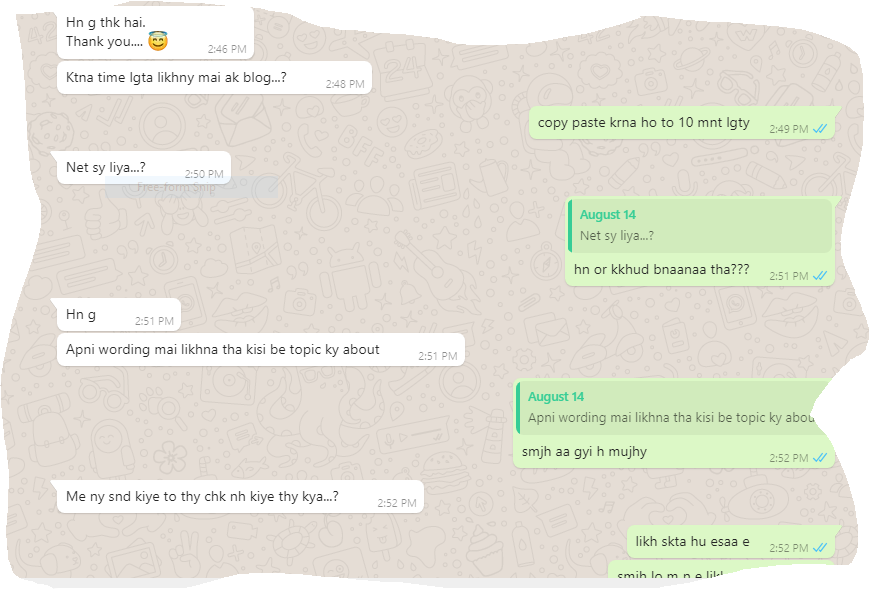 Hn g thk hai.
Thank you....
2:46 PM
Ktna time lgta likhny mai ak blog...?
2:48 PM
copy paste krna ho to 10 mnt lgty
2:49 PM
Net sy liya...?
2:50 PM
Free-form Snip
August 14
Net sy liya...?
hn or kkhud bnaanaa tha???
2:51 PM
Hn g
2:51 PM
Apni wording mai likhna tha kisi be topic ky about
2:51 PM
August 14
Apni wording mai likhna tha kisi be topic ky abou
smjh aa gyi h mujhy
2:52 PM
Me ny snd kiye to thy chk nh kiye thy kya...?
2:52 PM
likh skta hu esaa e
2:52 PM
smjh lo m n e